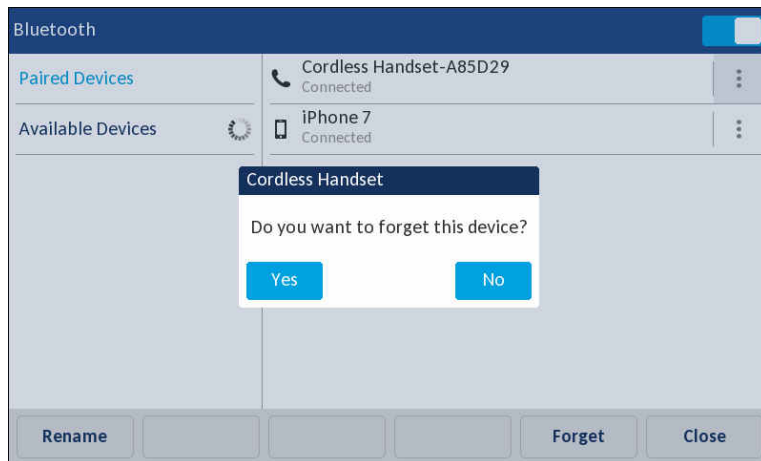 Bluetooth
Paired Devices
Cordless Handset-A85D29
Connected
Available Devices
iPhone 7
Connected
Cordless Handset
Do you want to forget this device?
Yes
No
Rename
Forget
Close